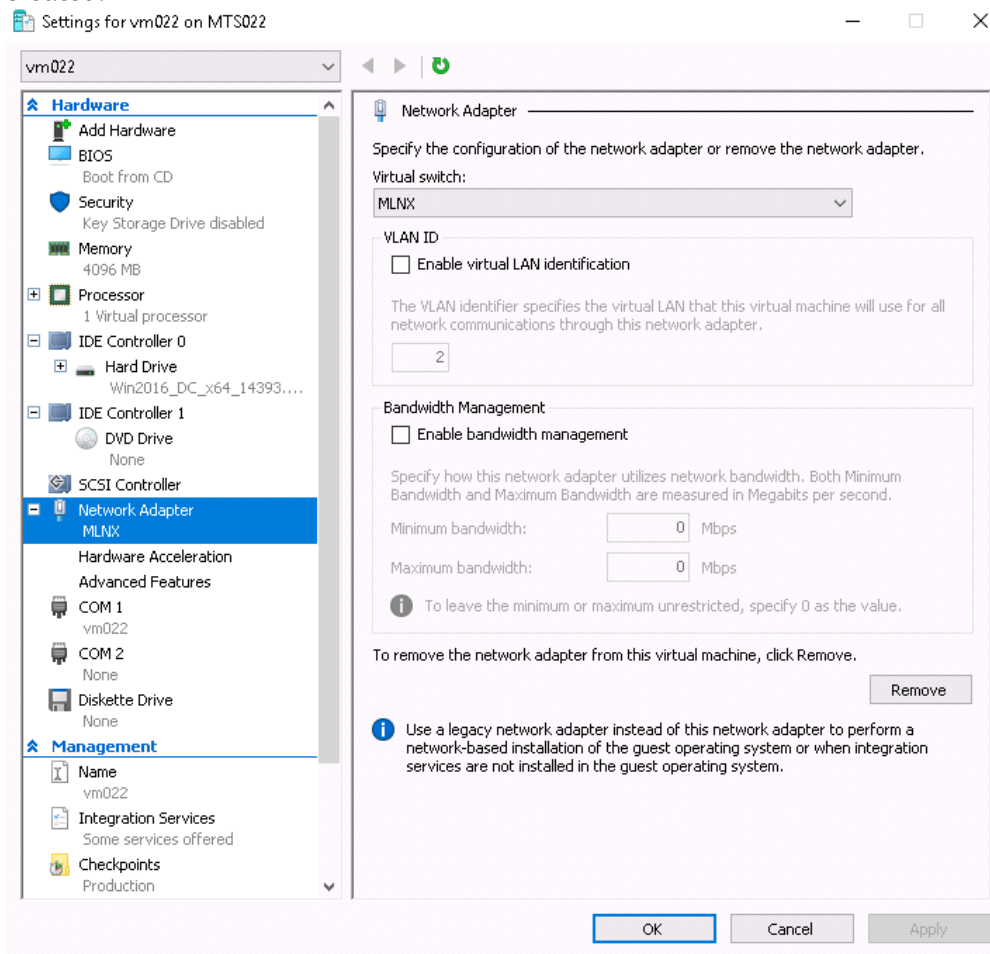 Settings for vm022 on MTS022
vm022
Hardware
Add Hardware
BIOS
Boot from CD
Security
Key Storage Drive disabled
Memory
4096 MB
Processor
1 Virtual processor
IDE Controller 0
Hard Drive
Win2016_DC_x64_14393....
IDE Controller 1
DVD Drive
None
SCSI Controller
Network Adapter
MLNX
Hardware Acceleration
Advanced Features
COM 1
vm022
COM 2
None
Diskette Drive
None
Management
Name
vm022
Integration Services
Some services offered
Checkpoints
Production
Network Adapter
Specify the configuration of the network adapter or remove the network adapter.
Virtual switch:
MLNX
VLAN ID
Enable virtual LAN identification
The VLAN identifier specifies the virtual LAN that this virtual machine will use for all
network communications through this network adapter.
2
Bandwidth Management
Enable bandwidth management
Specify how this network adapter utilizes network bandwidth. Both Minimum
Bandwidth and Maximum Bandwidth are measured in Megabits per second.
Minimum bandwidth: 0 Mbps
Maximum bandwidth: 0 Mbps
To leave the minimum or maximum unrestricted, specify 0 as the value.
To remove the network adapter from this virtual machine, click Remove.
Remove
Use a legacy network adapter instead of this network adapter to perform a
network-based installation of the guest operating system or when integration
services are not installed in the guest operating system.
OK Cancel Apply